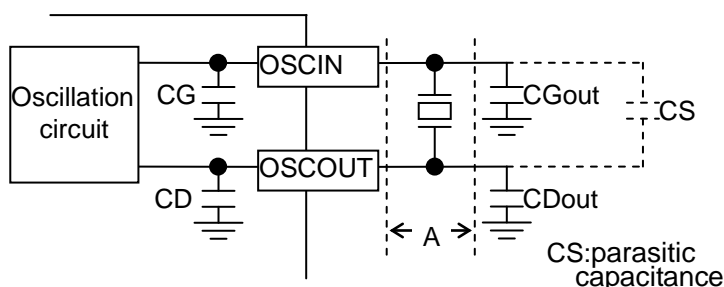 OSCIN
Oscillation
circuit
CG
CGout
CS
OSCOUT
CD
CDout
A
CS:parasitic
capacitance